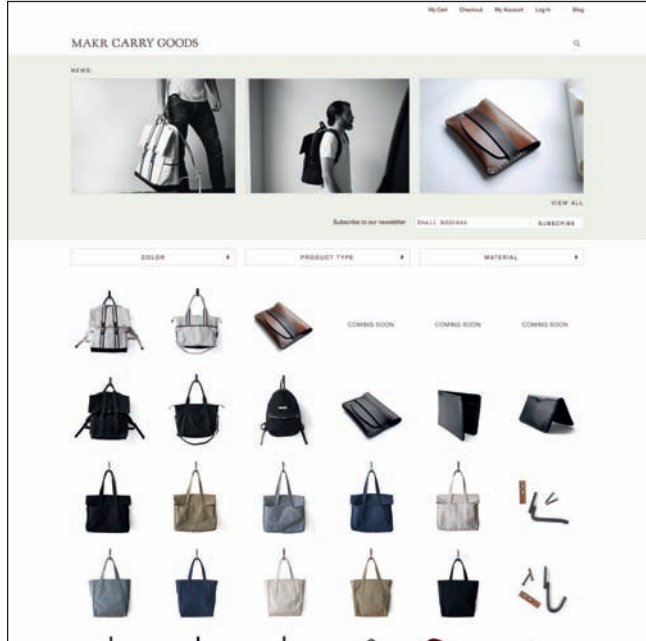 My Cart Checkout My Account Log In Blog
MAKR CARRY GOODS
NEWS:
VIEW ALL
Subscribe to our newsletter Email Address SUBSCRIBE
COLOR PRODUCT TYPE MATERIAL
COMING SOON COMING SOON COMING SOON